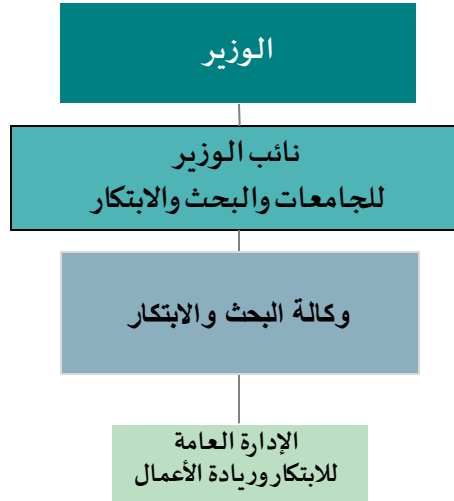 الوزير
نائب الوزير
للجامعات والبحث والابتكار
وكالة البحث والابتكار
الإدارة العامة
للابتكار وريادة الأعمال